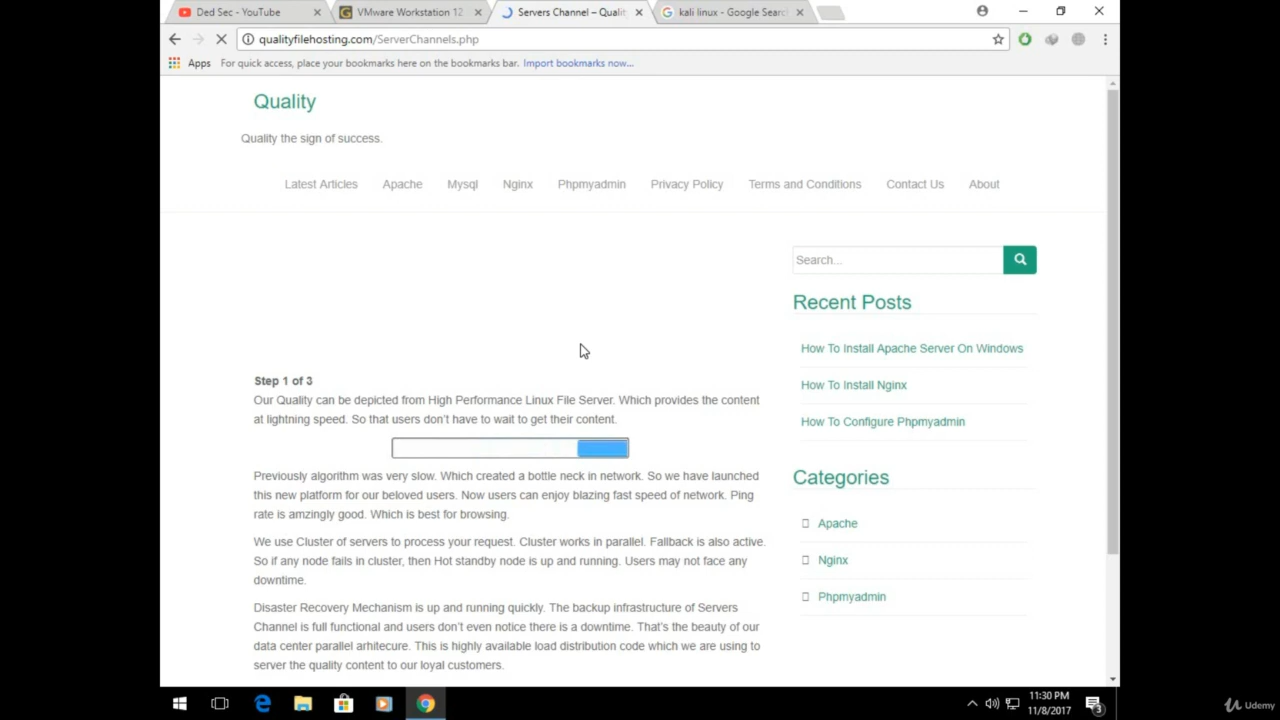 Ded Sec - YouTube
VMware Workstation 12
Servers Channel – Quali
kali linux - Google Searc
qualityfilehosting.com/ServerChannels.php
Apps For quick access, place your bookmarks here on the bookmarks bar. Import bookmarks now...
Quality
Quality the sign of success.
Latest Articles Apache Mysql Nginx Phpmyadmin Privacy Policy Terms and Conditions Contact Us About
Step 1 of 3
Our Quality can be depicted from High Performance Linux File Server. Which provides the content
at lightning speed. So that users don't have to wait to get their content.
Previously algorithm was very slow. Which created a bottle neck in network. So we have launched
this new platform for our beloved users. Now users can enjoy blazing fast speed of network. Ping
rate is amzingly good. Which is best for browsing.
We use Cluster of servers to process your request. Cluster works in parallel. Fallback is also active.
So if any node fails in cluster, then Hot standby node is up and running. Users may not face any
downtime.
Disaster Recovery Mechanism is up and running quickly. The backup infrastructure of Servers
Channel is full functional and users don't even notice there is a downtime. That's the beauty of our
data center parallel arhitecure. This is highly available load distribution code which we are using to
server the quality content to our loyal customers.
Search...
Recent Posts
How To Install Apache Server On Windows
How To Install Nginx
How To Configure Phpmyadmin
Categories
Apache
Nginx
Phpmyadmin
11:30 PM
11/8/2017
3
Udemy